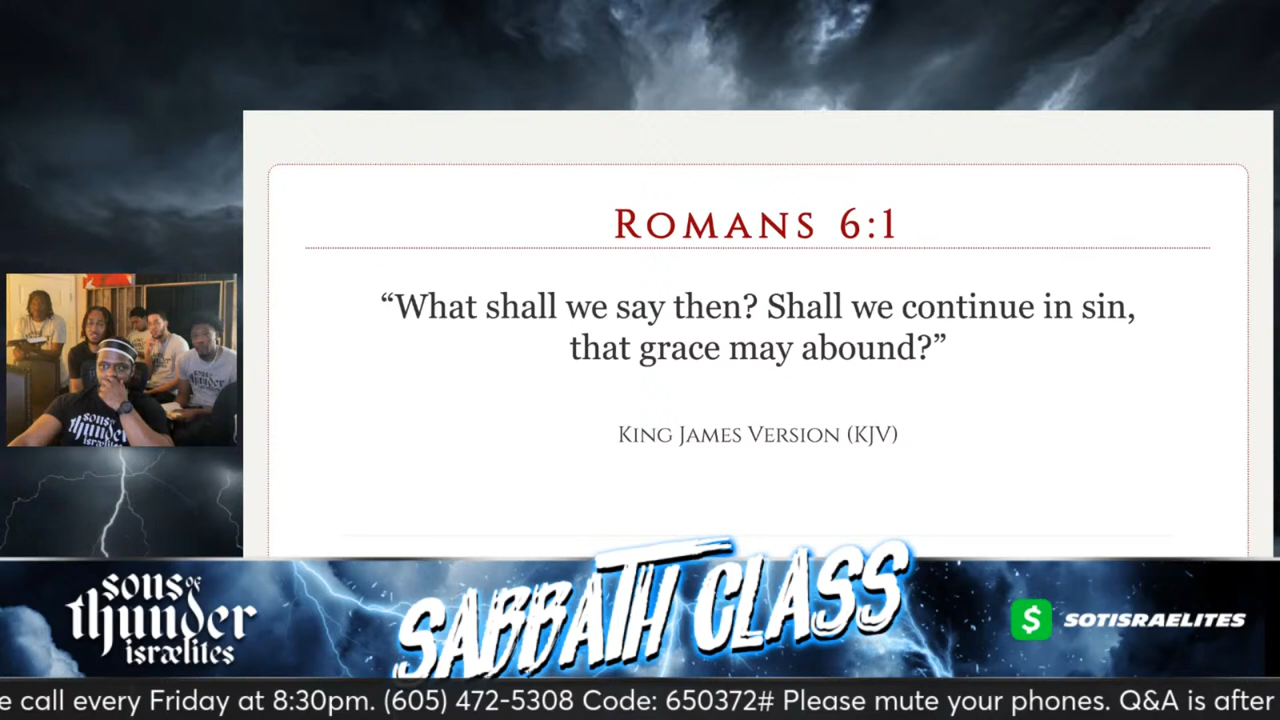 ROMANS 6:1
“What shall we say then? Shall we continue in sin,
that grace may abound?”
KING JAMES VERSION (KJV)
sons
thunder
sons of
thunder
israelites
SABBATH CLASS
$ SOTISRAELITES
e call every Friday at 8:30pm. (605) 472-5308 Code: 650372# Please mute your phones. Q&A is after